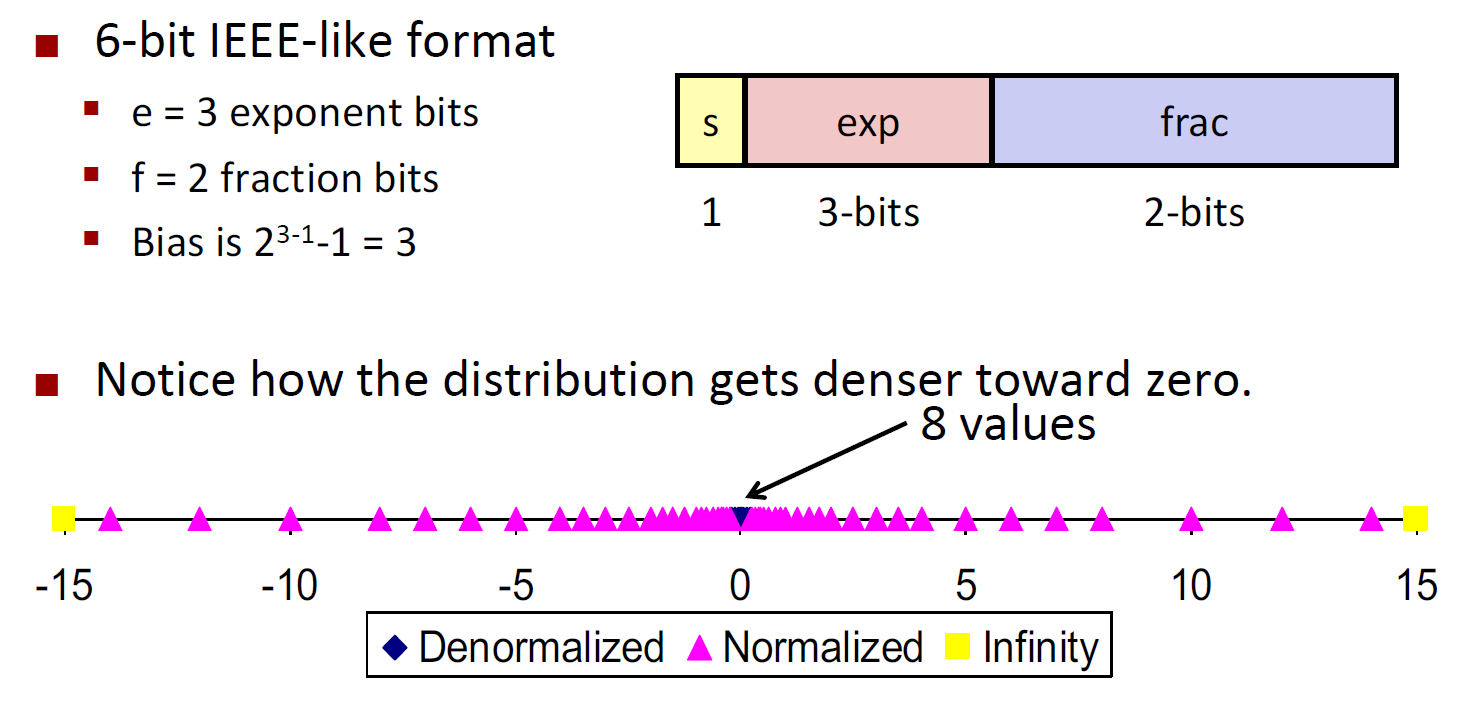 6-bit IEEE-like format
e = 3 exponent bits
f = 2 fraction bits
Bias is 2³⁻¹-1 = 3
s exp frac
1 3-bits 2-bits
Notice how the distribution gets denser toward zero.
8 values
-15 -10 -5 0 5 10 15
Denormalized Normalized Infinity